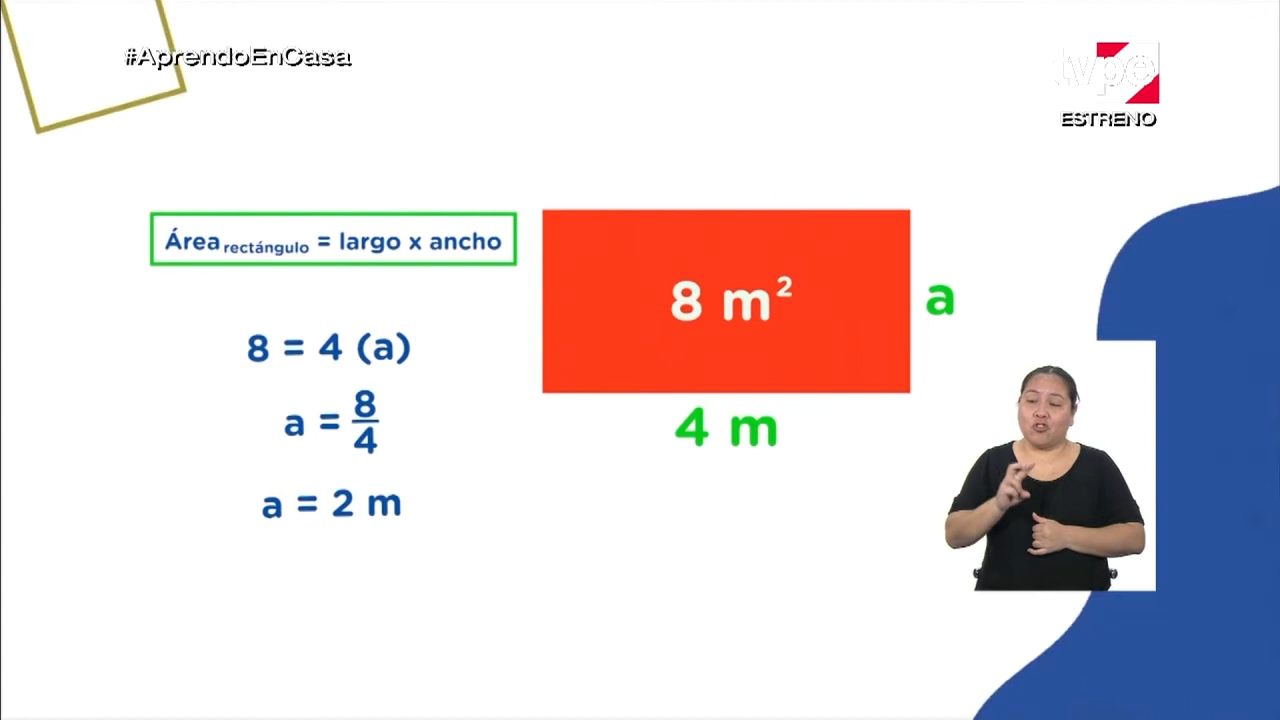 #AprendoEnCasa
tvpe
ESTRENO
Área rectángulo = largo x ancho
8 = 4 (a)
a = 8/4
a = 2 m
8 m²
a
4 m